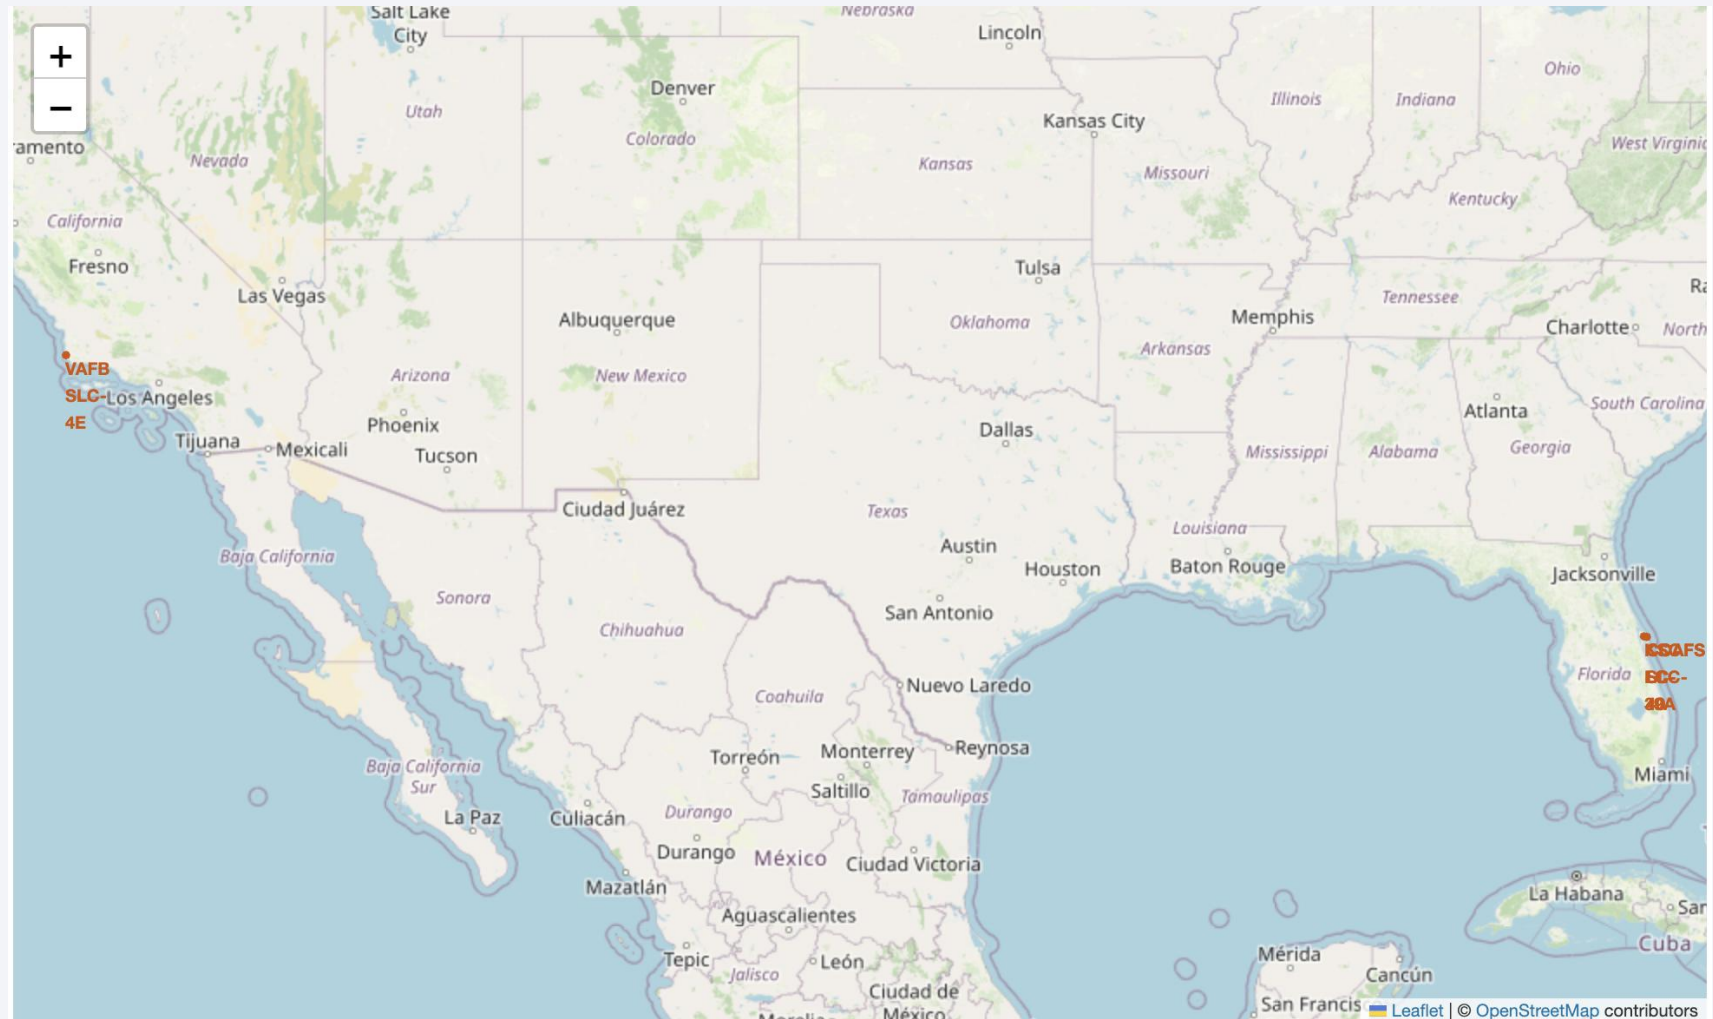 Salt Lake
City
Nebraska
Lincoln
+
−
Denver
Ohio
Utah
Illinois
Indiana
Kansas City
Colorado
ramento
Nevada
Kansas
Missouri
West Virginia
Kentucky
California
Fresno
Las Vegas
Tulsa
Ra
Tennessee
Albuquerque
Oklahoma
Memphis
Charlotte
North
VAFB
SLC-
4E
Los Angeles
Arizona
New Mexico
Arkansas
Phoenix
Atlanta
South Carolina
Dallas
Tijuana
Mexicali
Tucson
Mississippi
Alabama
Georgia
Ciudad Juárez
Texas
Louisiana
Baja California
Austin
Houston
Baton Rouge
Jacksonville
Sonora
San Antonio
Chihuahua
Florida
Coahuila
Nuevo Laredo
Torreón
Monterrey
Reynosa
Baja California
Sur
Saltillo
Tamaulipas
Miami
La Paz
Culiacán
Durango
Durango
México
Ciudad Victoria
Mazatlán
La Habana
San
Aguascalientes
Cuba
Tepic
Jalisco
León
Mérida
Cancún
Ciudad de
México
San Francis
Leaflet | © OpenStreetMap contributors